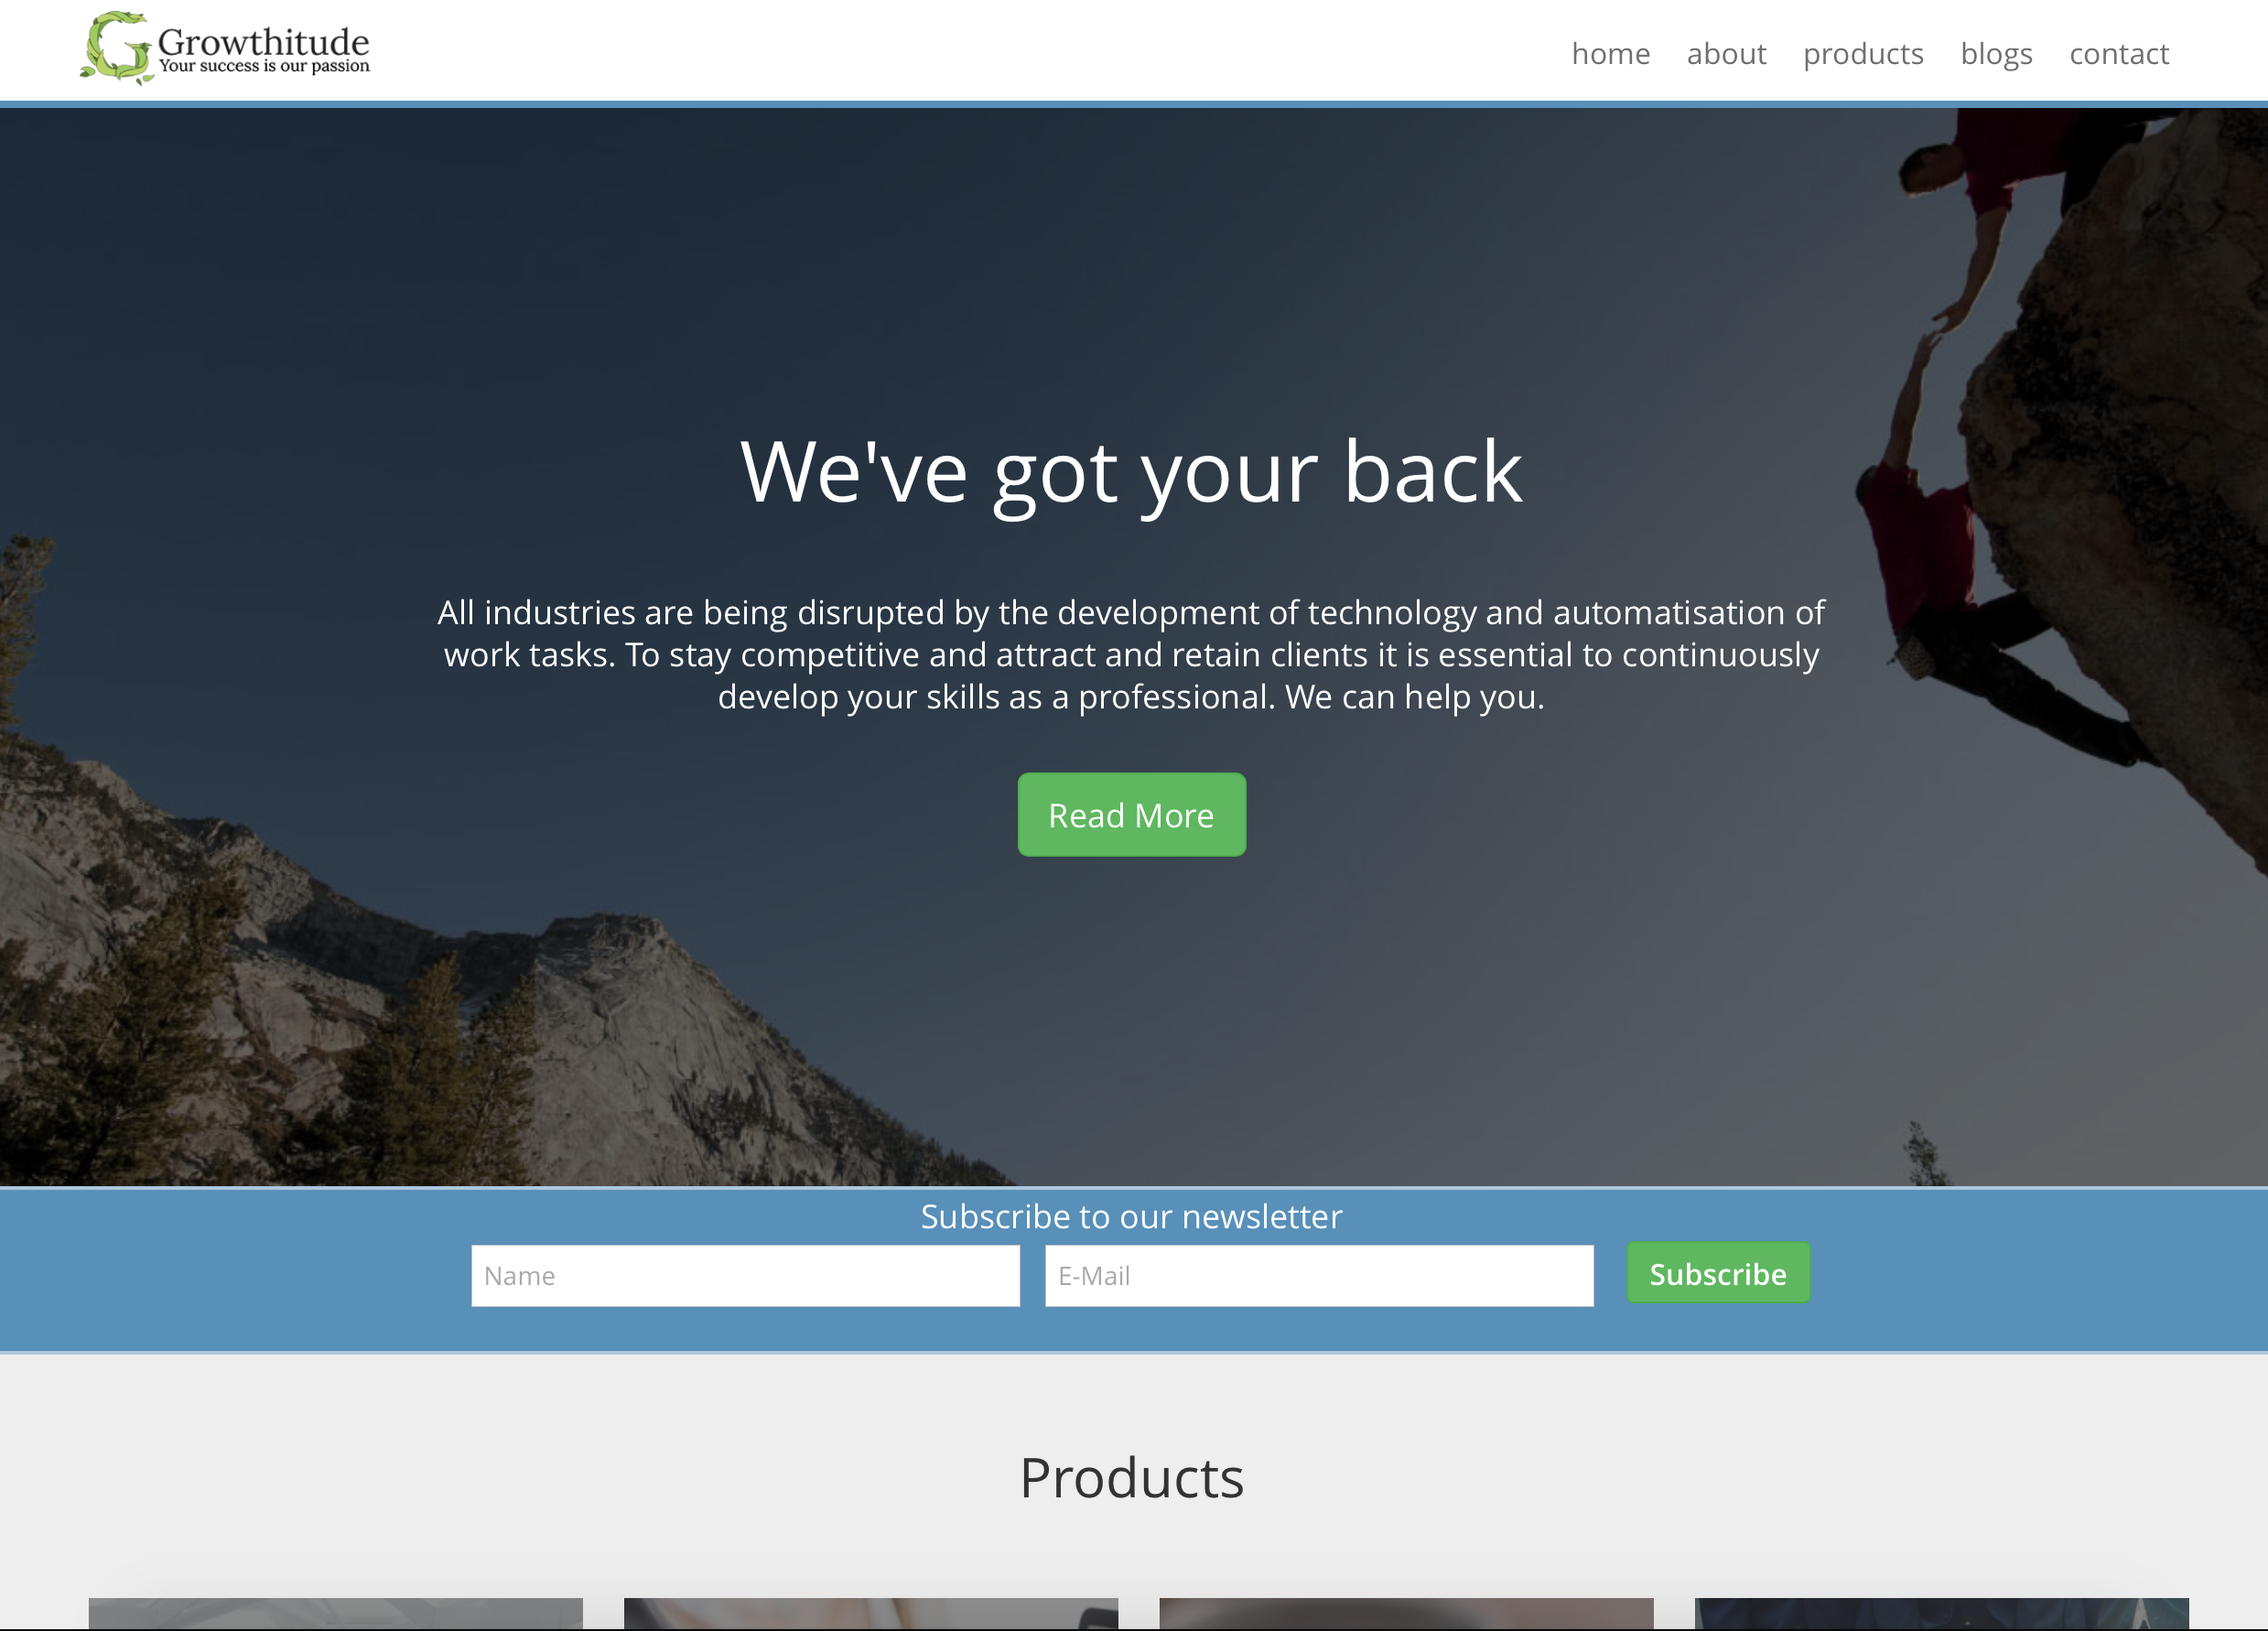 Growthitude
Your success is our passion
home about products blogs contact
We've got your back
All industries are being disrupted by the development of technology and automatisation of
work tasks. To stay competitive and attract and retain clients it is essential to continuously
develop your skills as a professional. We can help you.
Read More
Subscribe to our newsletter
Name E-Mail Subscribe
Products